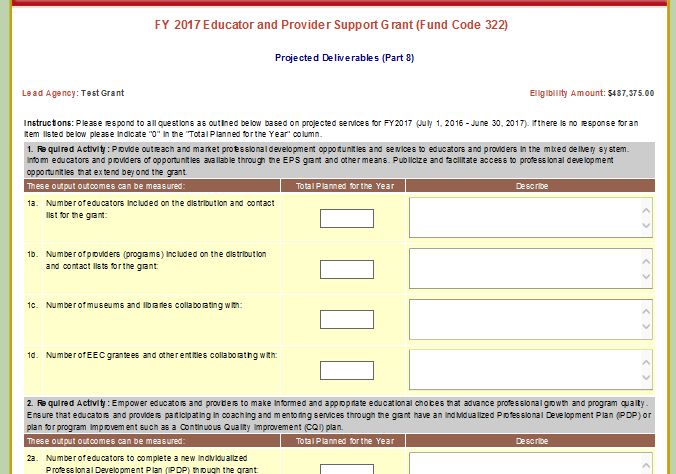 FY 2017 Educator and Provider Support Grant (Fund Code 322)
Projected Deliverables (Part 8)
Lead Agency: Test Grant Eligibility Amount: $487,375.00
Instructions: Please respond to all questions as outlined below based on projected services for FY2017 (July 1, 2016 - June 30, 2017). If there is no response for an
item listed below please indicate "0" in the "Total Planned for the Year" column.
1. Required Activity: Provide outreach and market professional development opportunities and services to educators and providers in the mixed delivery system.
Inform educators and providers of opportunities available through the EPS grant and other means. Publicize and facilitate access to professional development
opportunities that extend beyond the grant.
These output outcomes can be measured: Total Planned for the Year Describe
1a. Number of educators included on the distribution and contact
list for the grant:
1b. Number of providers (programs) included on the distribution
and contact lists for the grant:
1c. Number of museums and libraries collaborating with:
1d. Number of EEC grantees and other entities collaborating with:
2. Required Activity: Empower educators and providers to make informed and appropriate educational choices that advance professional growth and program quality.
Ensure that educators and providers participating in coaching and mentoring services through the grant have an individualized Professional Development Plan (IPDP) or
plan for program improvement such as a Continuous Quality Improvement (CQI) plan.
These output outcomes can be measured: Total Planned for the Year Describe
2a. Number of educators to complete a new individualized
Professional Development Plan (IPDP) through the grant: